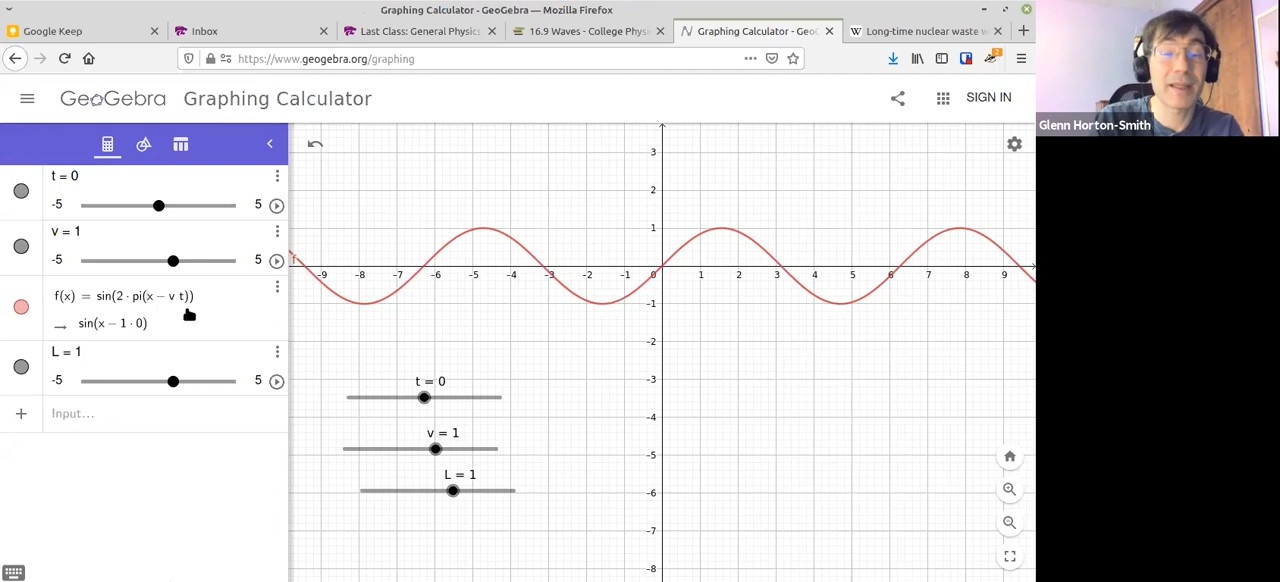 Graphing Calculator - GeoGebra — Mozilla Firefox
Google Keep
Inbox
Last Class: General Physics
16.9 Waves - College Physi
Graphing Calculator - GeoG
Long-time nuclear waste w
https://www.geogebra.org/graphing
2
GeoGebra Graphing Calculator
SIGN IN
Glenn Horton-Smith
t = 0
-5 5
v = 1
-5 5
f(x) = sin(2 · pi(x − v t))
→ sin(x − 1 · 0)
L = 1
-5 5
+ Input…
f
3
2
1
-9 -8 -7 -6 -5 -4 -3 -2 -1 0 1 2 3 4 5 6 7 8 9
-1
-2
-3
-4
-5
-6
-7
-8
t = 0
v = 1
L = 1